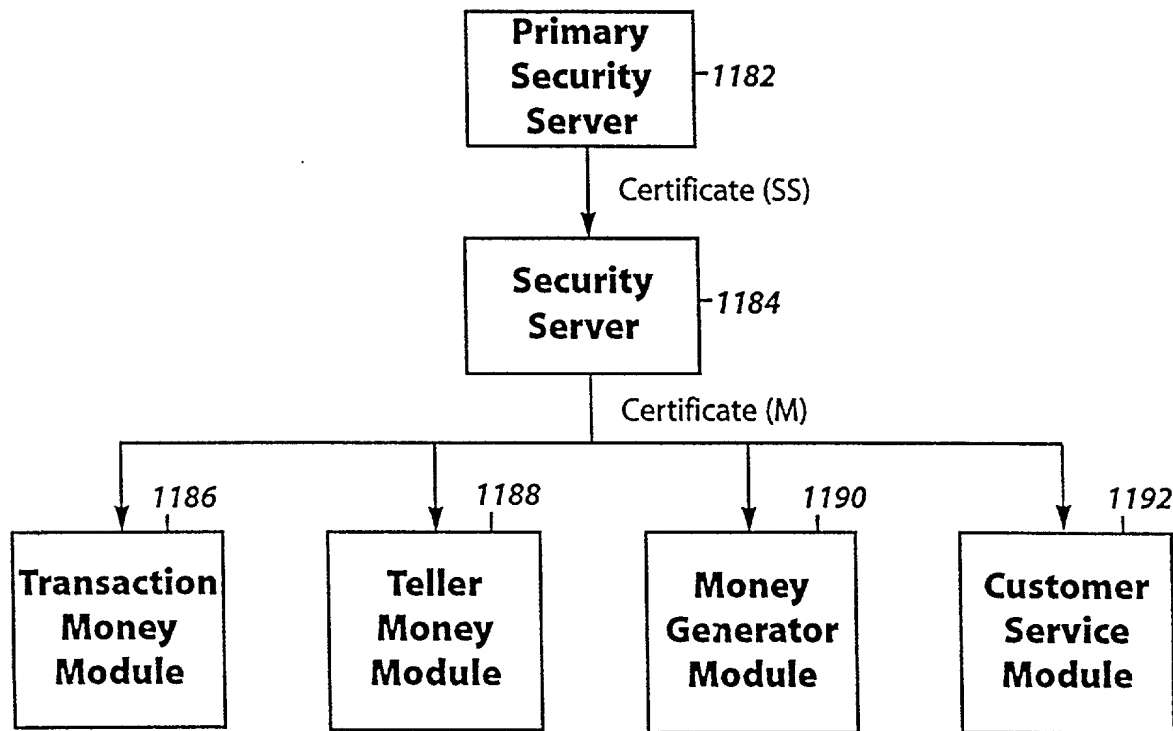 Primary
Security
Server
1182
Certificate (SS)
Security
Server
1184
Certificate (M)
1186
1188
1190
1192
Transaction
Money
Module
Teller
Money
Module
Money
Generator
Module
Customer
Service
Module